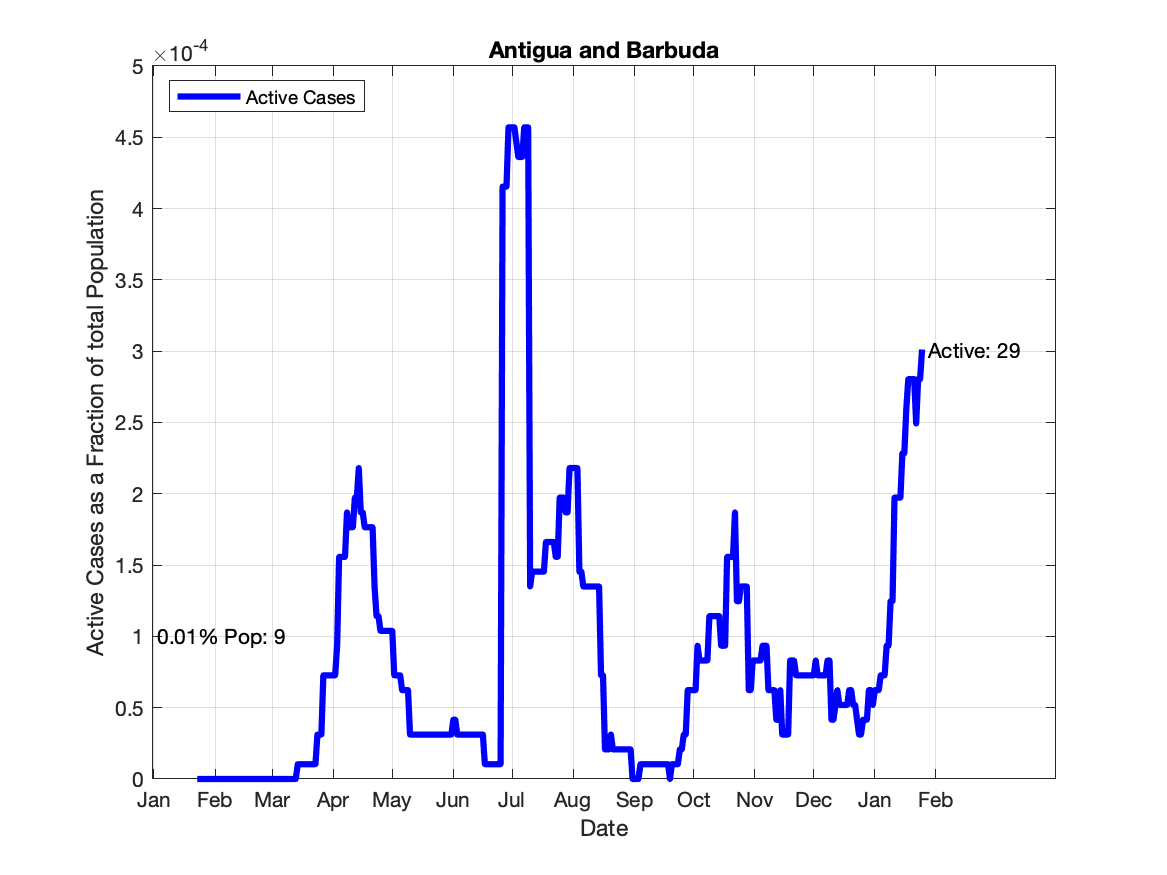 Antigua and Barbuda
×10-4
Active Cases
Active Cases as a Fraction of total Population
5
4.5
4
3.5
3
2.5
2
1.5
1
0.5
0
Active: 29
0.01% Pop: 9
Jan Feb Mar Apr May Jun Jul Aug Sep Oct Nov Dec Jan Feb
Date